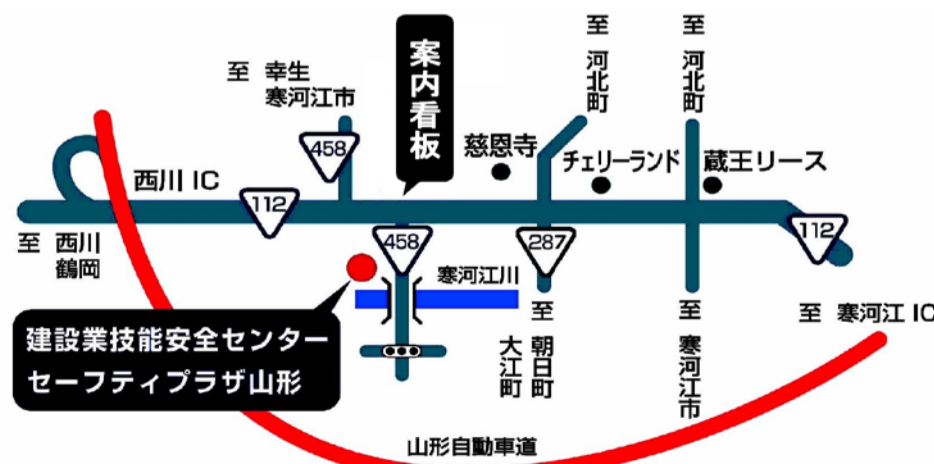 案内看板
至 幸生
寒河江市
至 河北町
至 河北町
458
慈恩寺
チェリーランド
蔵王リース
西川 IC
112
458
287
112
至 西川
鶴岡
寒河江川
至 朝日町
大江町
至 寒河江市
至 寒河江 IC
建設業技能安全センター
セーフティプラザ山形
山形自動車道